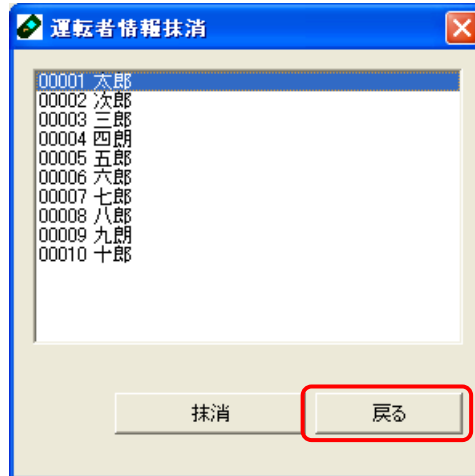 運転者情報抹消
00001 太郎
00002 次郎
00003 三郎
00004 四朗
00005 五郎
00006 六郎
00007 七郎
00008 八郎
00009 九朗
00010 十郎
抹消
戻る